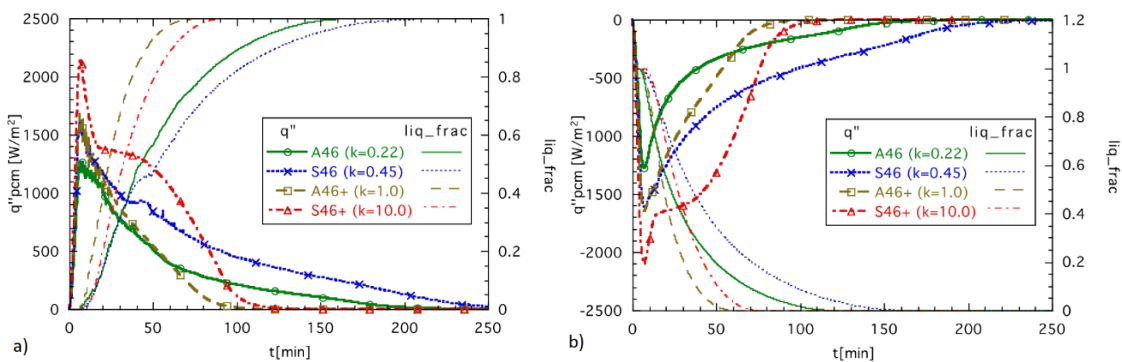 2500
2000
1500
1000
500
0
q"pcm [W/m²]
0 50 100 150 200 250
t[min]
1
0.8
0.6
0.4
0.2
0
liq_frac
q" liq_frac
A46 (k=0.22)
S46 (k=0.45)
A46+ (k=1.0)
S46+ (k=10.0)
a)
0
-500
-1000
-1500
-2000
-2500
q"pcm [W/m²]
0 50 100 150 200 250
t[min]
1.2
1
0.8
0.6
0.4
0.2
0
liq_frac
q" liq_frac
A46 (k=0.22)
S46 (k=0.45)
A46+ (k=1.0)
S46+ (k=10.0)
b)